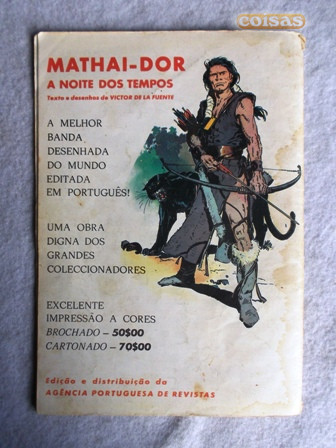 coisas
MATHAI-DOR
A NOITE DOS TEMPOS
Texto e desenhos de VICTOR DE LA FUENTE
A MELHOR
BANDA
DESENHADA
DO MUNDO
EDITADA
EM PORTUGUÊS!
UMA OBRA
DIGNA DOS
GRANDES
COLECCIONADORES
EXCELENTE
IMPRESSÃO A CORES
BROCHADO – 50$00
CARTONADO – 70$00
Edição e distribuição da
AGÊNCIA PORTUGUESA DE REVISTAS